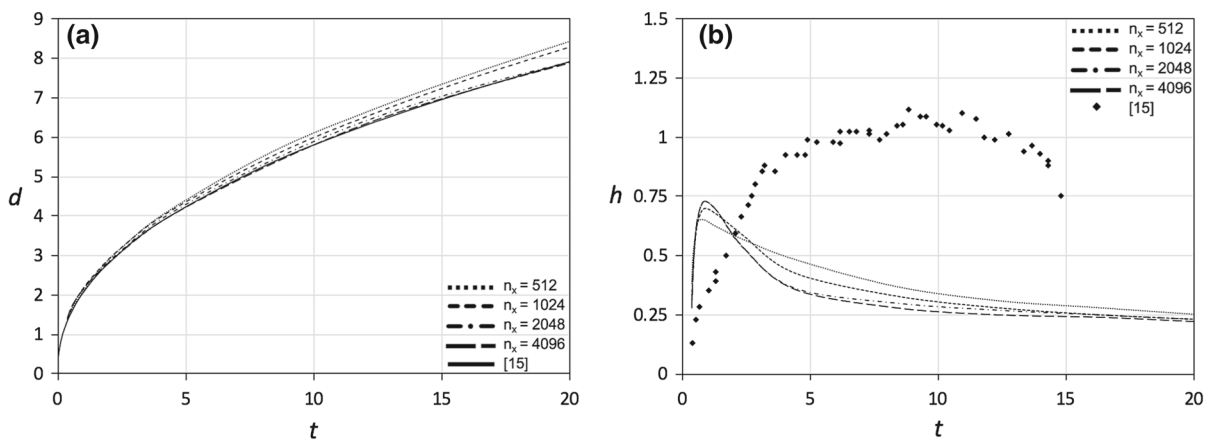 (a)
9
8
7
6
5
4
3
2
1
0
d
0 5 10 15 20
t
nx = 512
nx = 1024
nx = 2048
nx = 4096
[15]
(b)
1.5
1.25
1
0.75
0.5
0.25
0
h
0 5 10 15 20
t
nx = 512
nx = 1024
nx = 2048
nx = 4096
[15]